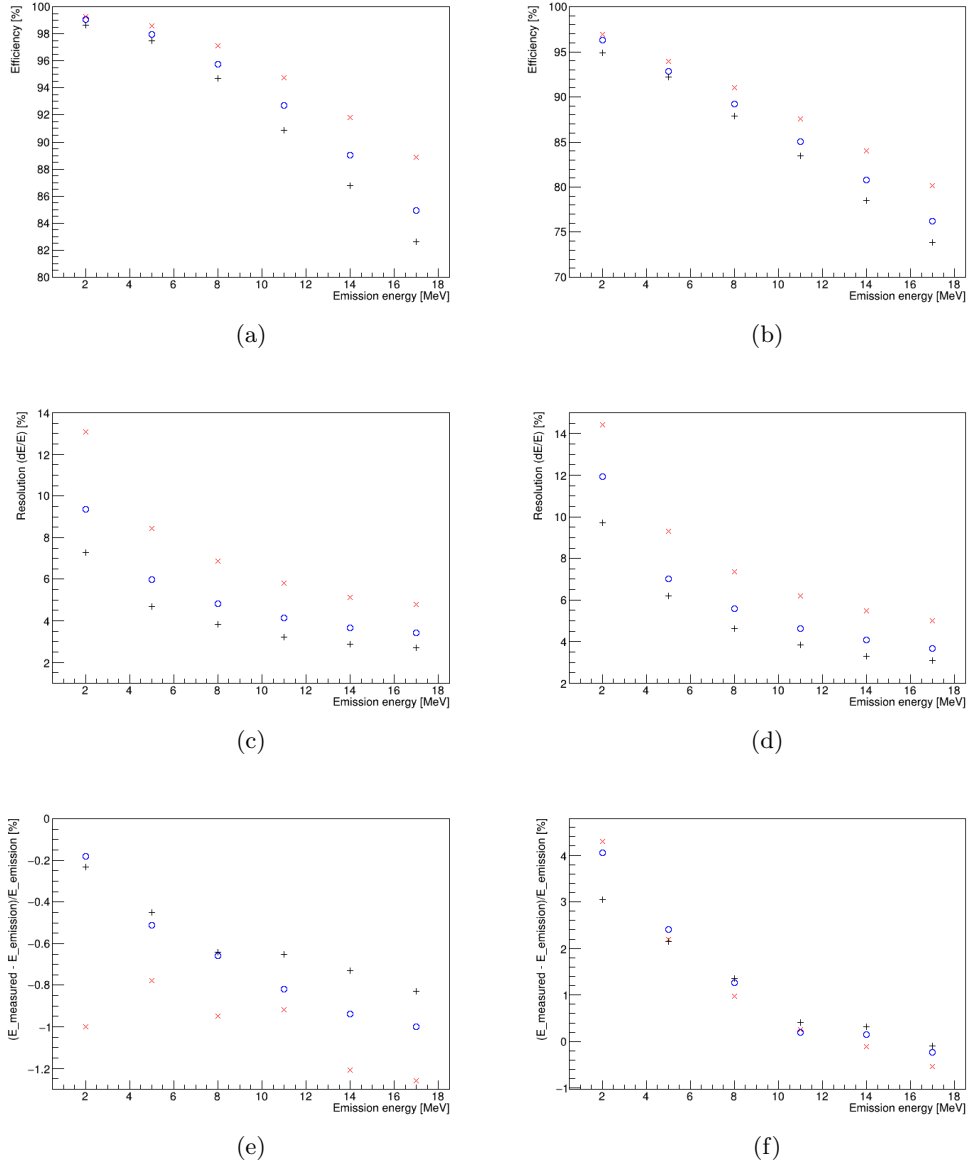 Efficiency [%]
100
98
96
94
92
90
88
86
84
82
80
2 4 6 8 10 12 14 16 18
Emission energy [MeV]
(a)
Efficiency [%]
100
95
90
85
80
75
70
2 4 6 8 10 12 14 16 18
Emission energy [MeV]
(b)
Resolution (dE/E) [%]
14
12
10
8
6
4
2
2 4 6 8 10 12 14 16 18
Emission energy [MeV]
(c)
Resolution (dE/E) [%]
14
12
10
8
6
4
2
2 4 6 8 10 12 14 16 18
Emission energy [MeV]
(d)
(E_measured - E_emission)/E_emission [%]
0
−0.2
−0.4
−0.6
−0.8
−1
−1.2
2 4 6 8 10 12 14 16 18
Emission energy [MeV]
(e)
(E_measured - E_emission)/E_emission [%]
4
3
2
1
0
−1
2 4 6 8 10 12 14 16 18
Emission energy [MeV]
(f)